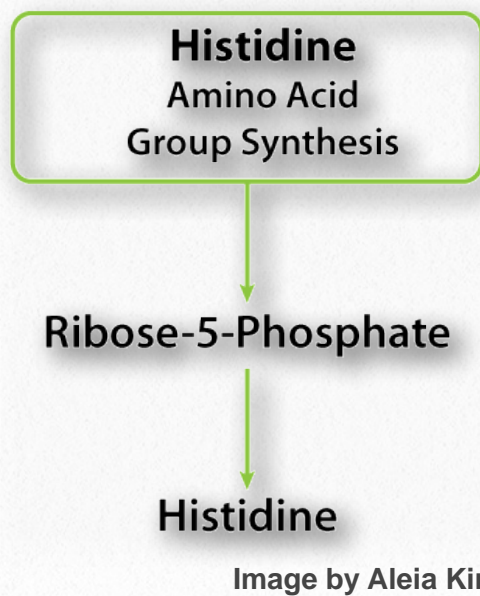 Histidine
Amino Acid
Group Synthesis
Ribose-5-Phosphate
Histidine
Image by Aleia